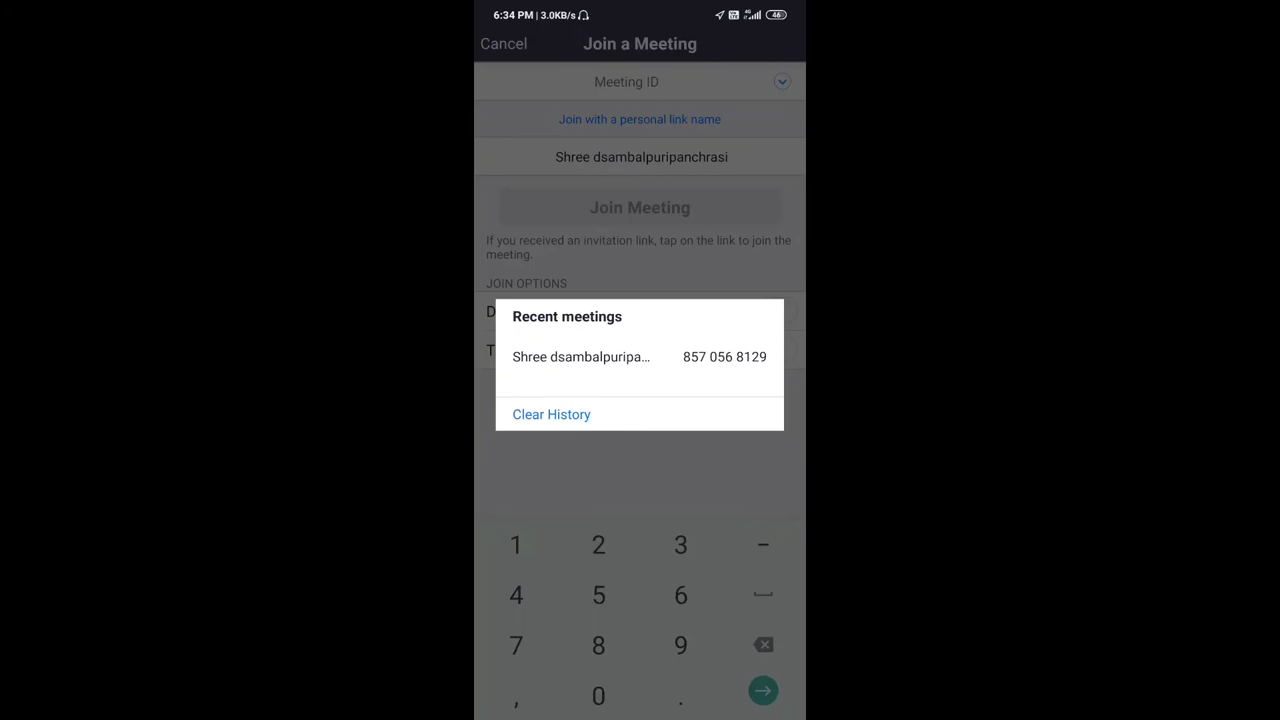 6:34 PM | 3.0KB/s
46
Cancel
Join a Meeting
Meeting ID
Join with a personal link name
Shree dsambalpuripanchrasi
Join Meeting
If you received an invitation link, tap on the link to join the
meeting.
JOIN OPTIONS
D
T
Recent meetings
Shree dsambalpuripa... 857 056 8129
Clear History
1 2 3 -
4 5 6
7 8 9
, 0 .